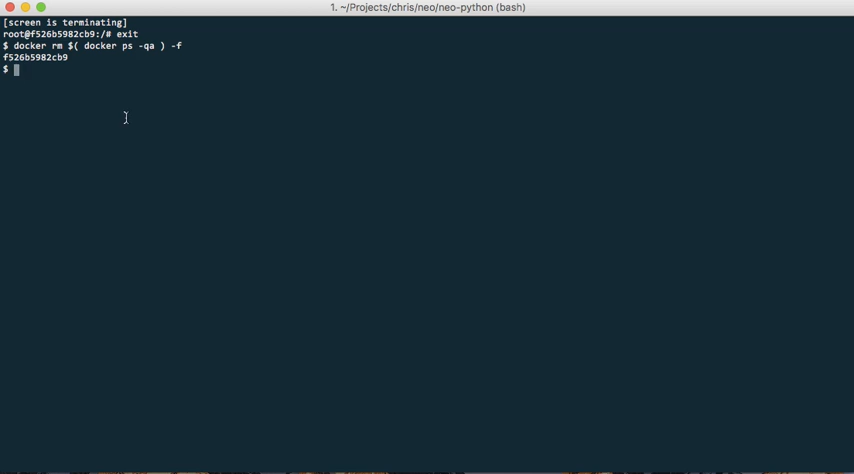 1. ~/Projects/chris/neo/neo-python (bash)
[screen is terminating]
root@f526b5982cb9:/# exit
$ docker rm $( docker ps -qa ) -f
f526b5982cb9
$